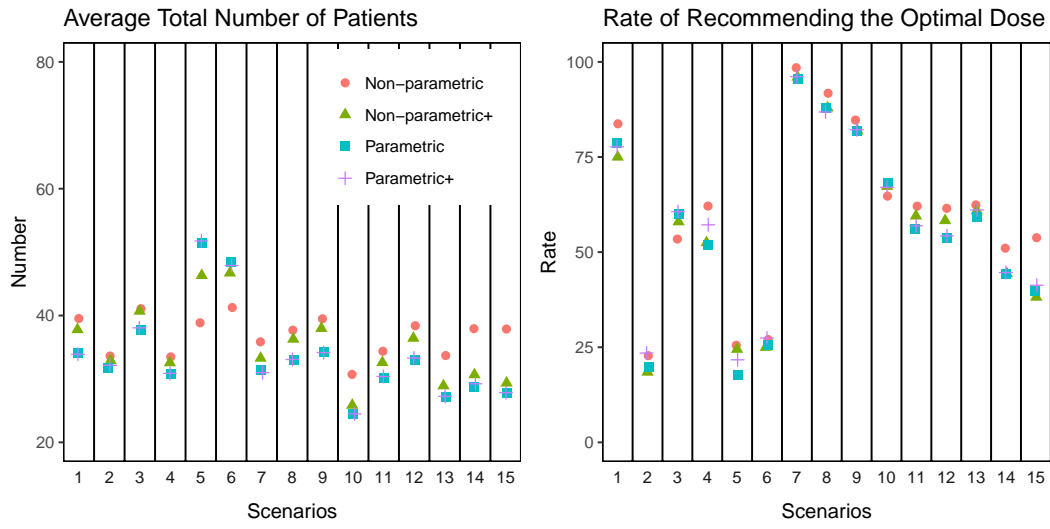 Average Total Number of Patients
80
60
40
20
Number
Non−parametric
Non−parametric+
Parametric
Parametric+
1 2 3 4 5 6 7 8 9 10 11 12 13 14 15
Scenarios
Rate of Recommending the Optimal Dose
100
75
50
25
0
Rate
1 2 3 4 5 6 7 8 9 10 11 12 13 14 15
Scenarios